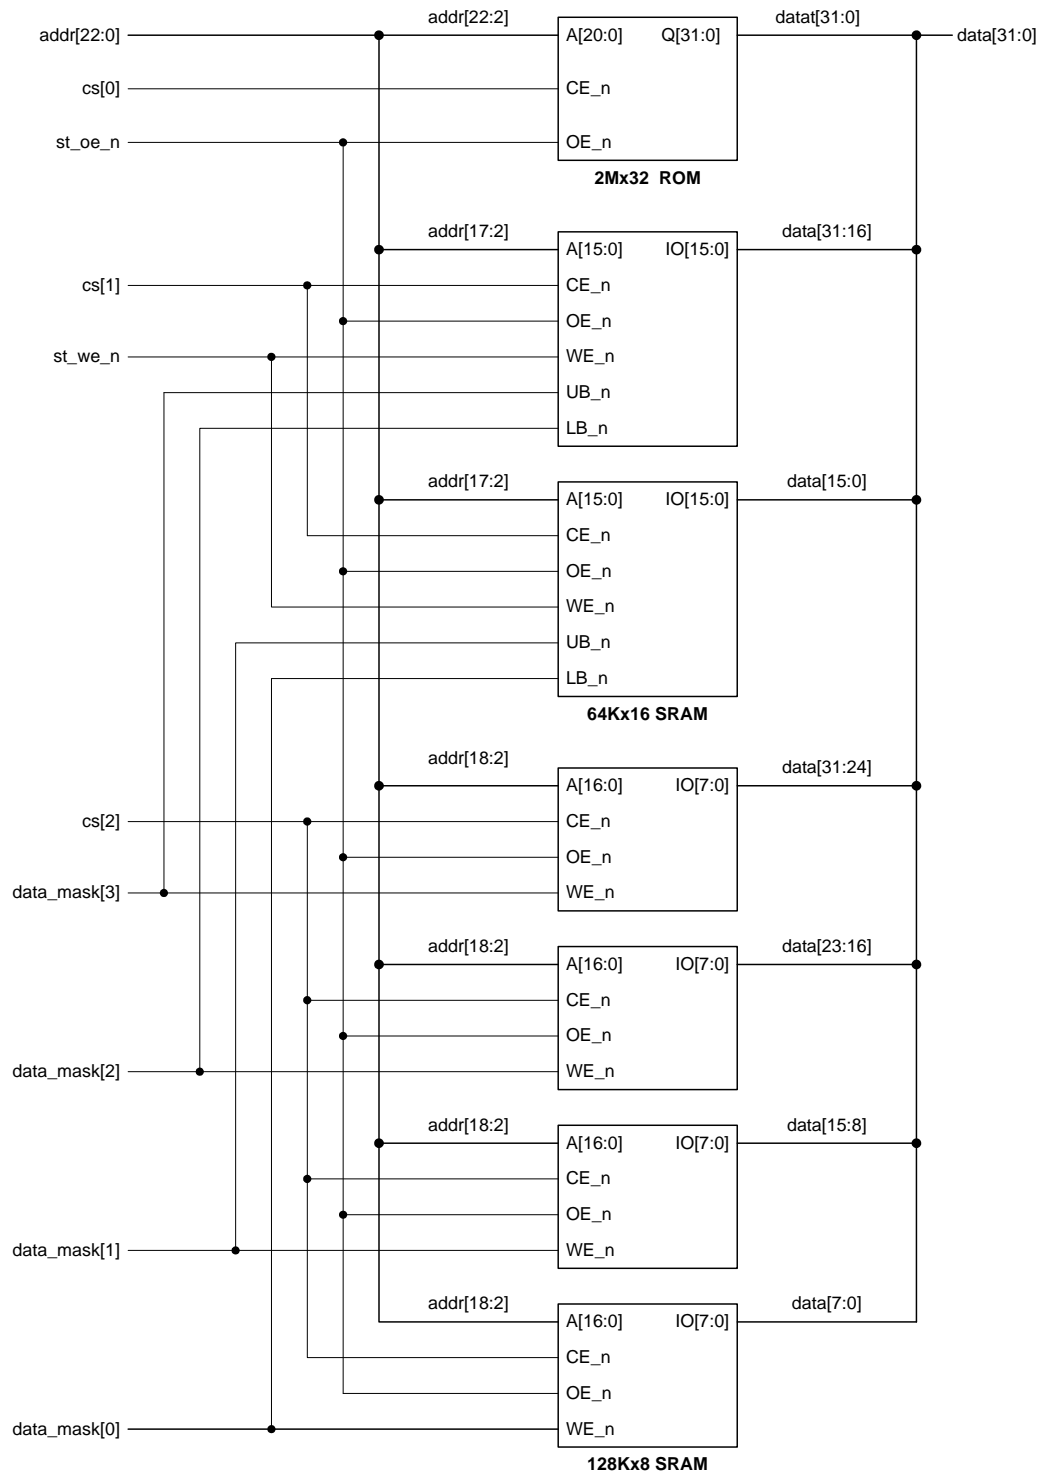 addr[22:2] datat[31:0]
addr[22:0] A[20:0] Q[31:0] data[31:0]
cs[0] CE_n
st_oe_n OE_n
2Mx32 ROM
addr[17:2] data[31:16]
A[15:0] IO[15:0]
cs[1] CE_n
OE_n
st_we_n WE_n
UB_n
LB_n
addr[17:2] data[15:0]
A[15:0] IO[15:0]
CE_n
OE_n
WE_n
UB_n
LB_n
64Kx16 SRAM
addr[18:2] data[31:24]
A[16:0] IO[7:0]
cs[2] CE_n
OE_n
data_mask[3] WE_n
addr[18:2] data[23:16]
A[16:0] IO[7:0]
CE_n
OE_n
data_mask[2] WE_n
addr[18:2] data[15:8]
A[16:0] IO[7:0]
CE_n
OE_n
data_mask[1] WE_n
addr[18:2] data[7:0]
A[16:0] IO[7:0]
CE_n
OE_n
data_mask[0] WE_n
128Kx8 SRAM